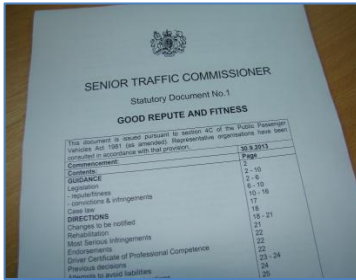 SENIOR TRAFFIC COMMISSIONER
Statutory Document No.1
GOOD REPUTE AND FITNESS
This document is issued pursuant to section 4C of the Public Passenger
Vehicles Act 1981 (as amended). Representative organisations have been
consulted in accordance with that provision.
Commencement: 30.9.2013
Contents: Page
GUIDANCE 2
Legislation 2 - 10
- repute/fitness 2 - 6
- convictions & infringements 6 - 10
Case law 10 - 16
DIRECTIONS 17
Changes to be notified 18
Rehabilitation 18 - 21
Most Serious Infringements 21
Endorsements 22
Driver Certificate of Professional Competence 22
Previous decisions 23 - 24
Attempts to avoid liabilities 24
25